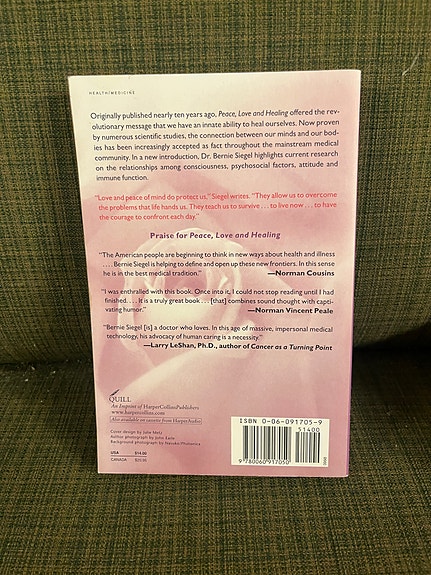 HEALTH/MEDICINE
Originally published nearly ten years ago, Peace, Love and Healing offered the rev-
olutionary message that we have an innate ability to heal ourselves. Now proven
by numerous scientific studies, the connection between our minds and our bod-
ies has been increasingly accepted as fact throughout the mainstream medical
community. In a new introduction, Dr. Bernie Siegel highlights current research
on the relationships among consciousness, psychosocial factors, attitude and
immune function.
"Love and peace of mind do protect us," Siegel writes. "They allow us to overcome
the problems that life hands us. They teach us to survive . . . to live now . . . to have
the courage to confront each day."
Praise for Peace, Love and Healing
"The American people are beginning to think in new ways about health and illness
. . . . Bernie Siegel is helping to define and open up these new frontiers. In this sense
he is in the best medical tradition." —Norman Cousins
"I was enthralled with this book. Once into it, I could not stop reading until I had
finished. . . . It is a truly great book . . . [that] combines sound thought with capti-
vating humor." —Norman Vincent Peale
"Bernie Siegel [is] a doctor who loves. In this age of massive, impersonal medical
technology, his advocacy of human caring is a necessity."
—Larry LeShan, Ph.D., author of Cancer as a Turning Point
QUILL
An Imprint of HarperCollinsPublishers
www.harpercollins.com
Also available on cassette from HarperAudio
Cover design by Julie Metz
Author photograph by John Earle
Background photograph by
USA $14.00
CANADA $20.95
ISBN 0-06-091705-9
51400
9 780060 917050